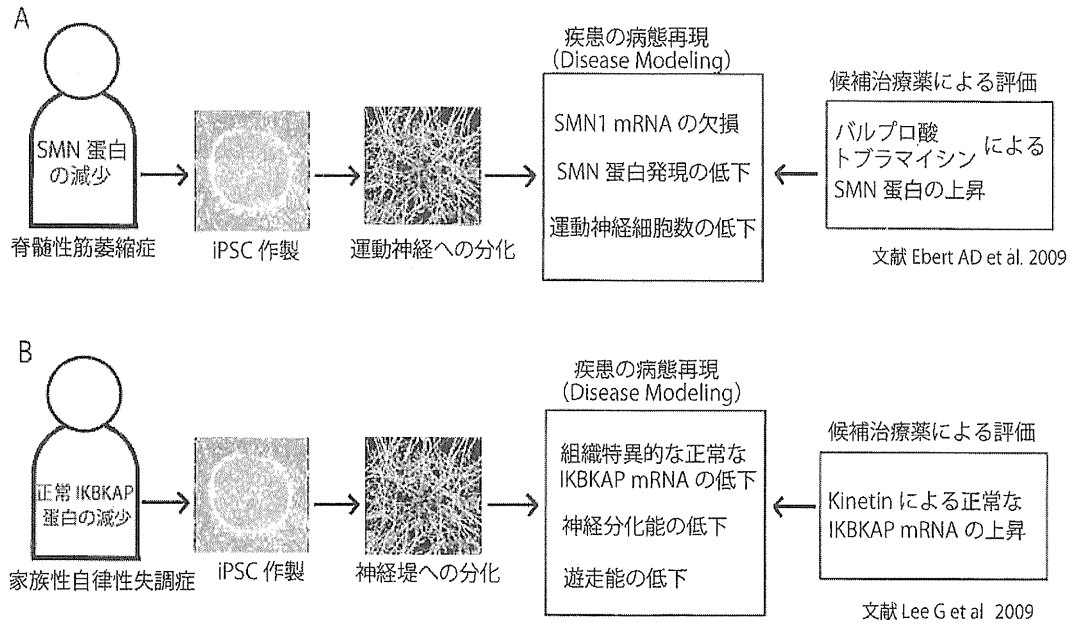 A
SMN 蛋白
の減少
脊髄性筋萎縮症
iPSC 作製
運動神経への分化
疾患の病態再現
（Disease Modeling）
SMN1 mRNA の欠損
SMN 蛋白発現の低下
運動神経細胞数の低下
候補治療薬による評価
バルプロ酸
トブラマイシン
による
SMN 蛋白の上昇
文献 Ebert AD et al. 2009
B
正常 IKBKAP
蛋白の減少
家族性自律性失調症
iPSC 作製
神経堤への分化
疾患の病態再現
（Disease Modeling）
組織特異的な正常な
IKBKAP mRNA の低下
神経分化能の低下
遊走能の低下
候補治療薬による評価
Kinetin による正常な
IKBKAP mRNA の上昇
文献 Lee G et al 2009